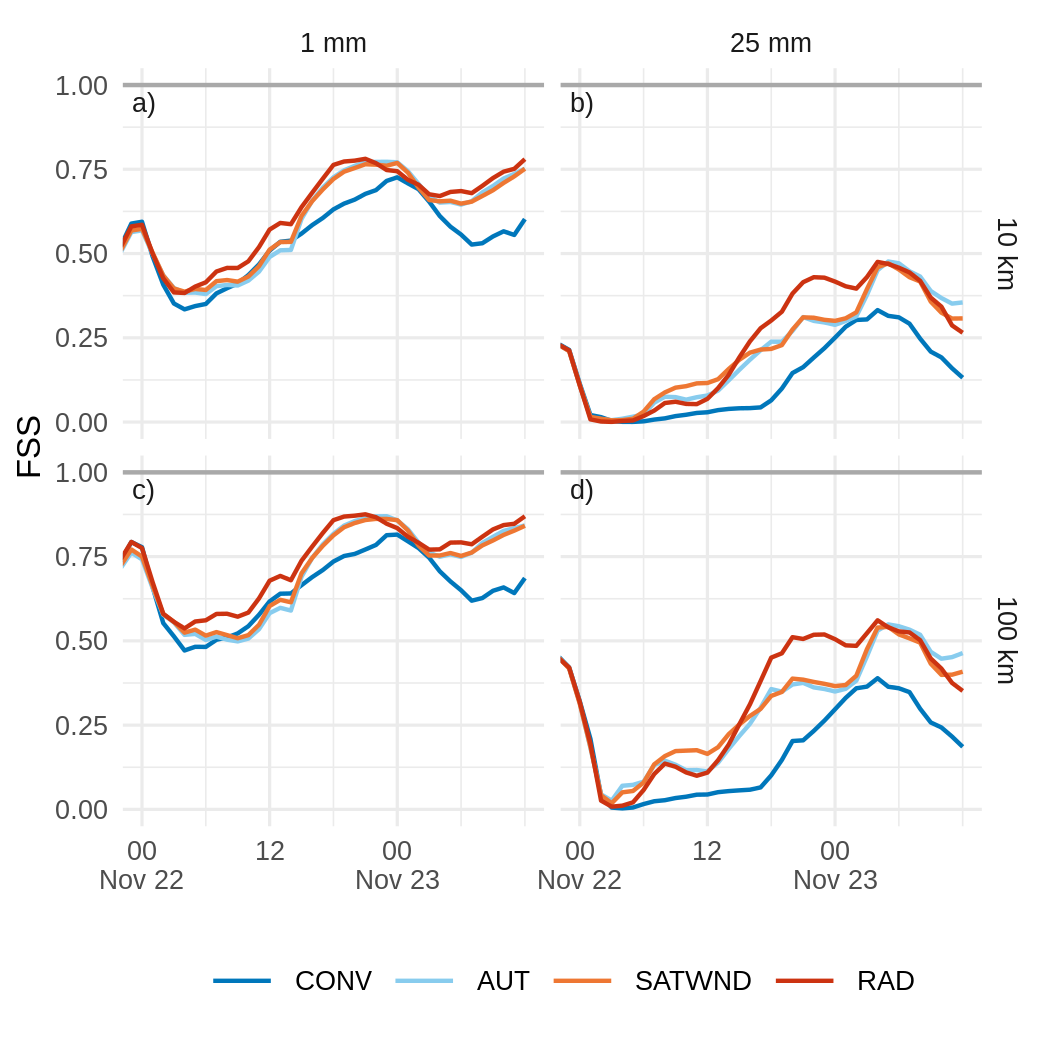 1 mm
25 mm
1.00
a)
b)
0.75
0.50
0.25
0.00
10 km
FSS
1.00
c)
d)
0.75
0.50
0.25
0.00
100 km
00 12 00 00 12 00
Nov 22 Nov 23 Nov 22 Nov 23
CONV AUT SATWND RAD